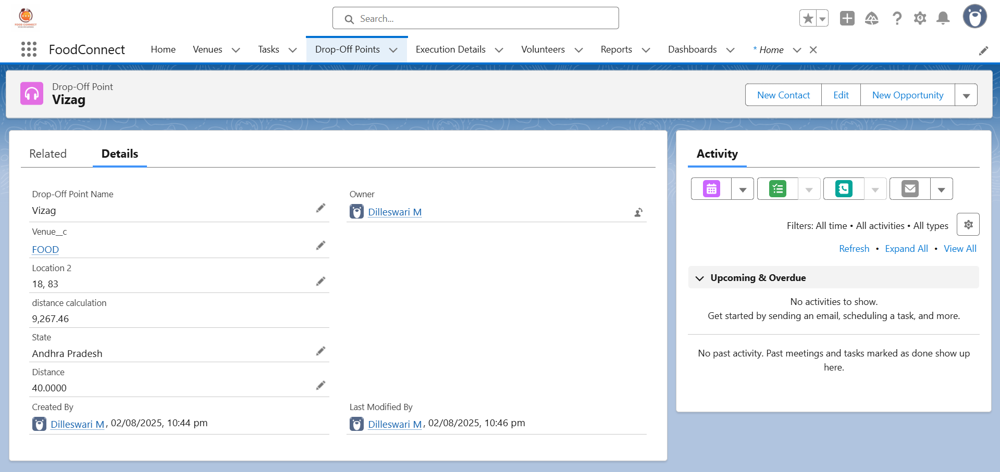 FOOD CONNECT
Search...
FoodConnect
Home
Venues
Tasks
Drop-Off Points
Execution Details
Volunteers
Reports
Dashboards
* Home
Drop-Off Point
Vizag
New Contact
Edit
New Opportunity
Related
Details
Drop-Off Point Name
Vizag
Owner
Dilleswari M
Venue__c
FOOD
Location 2
18, 83
distance calculation
9,267.46
State
Andhra Pradesh
Distance
40.0000
Created By
Dilleswari M, 02/08/2025, 10:44 pm
Last Modified By
Dilleswari M, 02/08/2025, 10:46 pm
Activity
Filters: All time • All activities • All types
Refresh • Expand All • View All
Upcoming & Overdue
No activities to show.
Get started by sending an email, scheduling a task, and more.
No past activity. Past meetings and tasks marked as done show up
here.